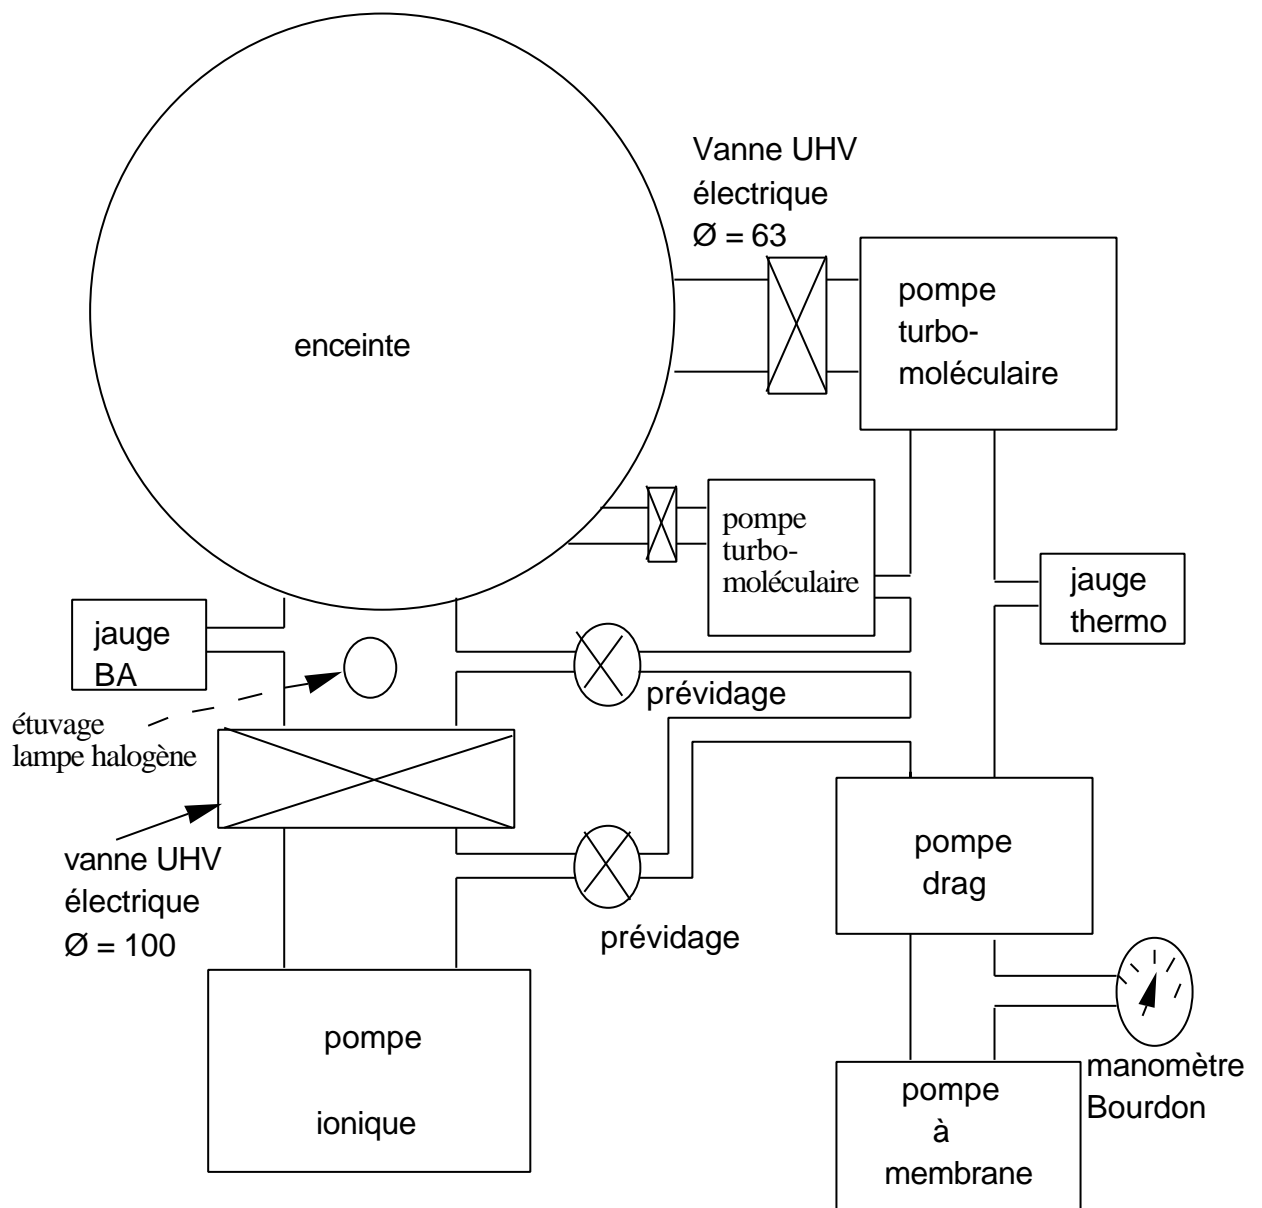 Vanne UHV
électrique
Ø = 63
pompe
turbo-
moléculaire
enceinte
pompe
turbo-
moléculaire
jauge
thermo
jauge
BA
prévidage
étuvage
lampe halogène
vanne UHV
électrique
Ø = 100
pompe
drag
prévidage
pompe
ionique
manomètre
Bourdon
pompe
à
membrane